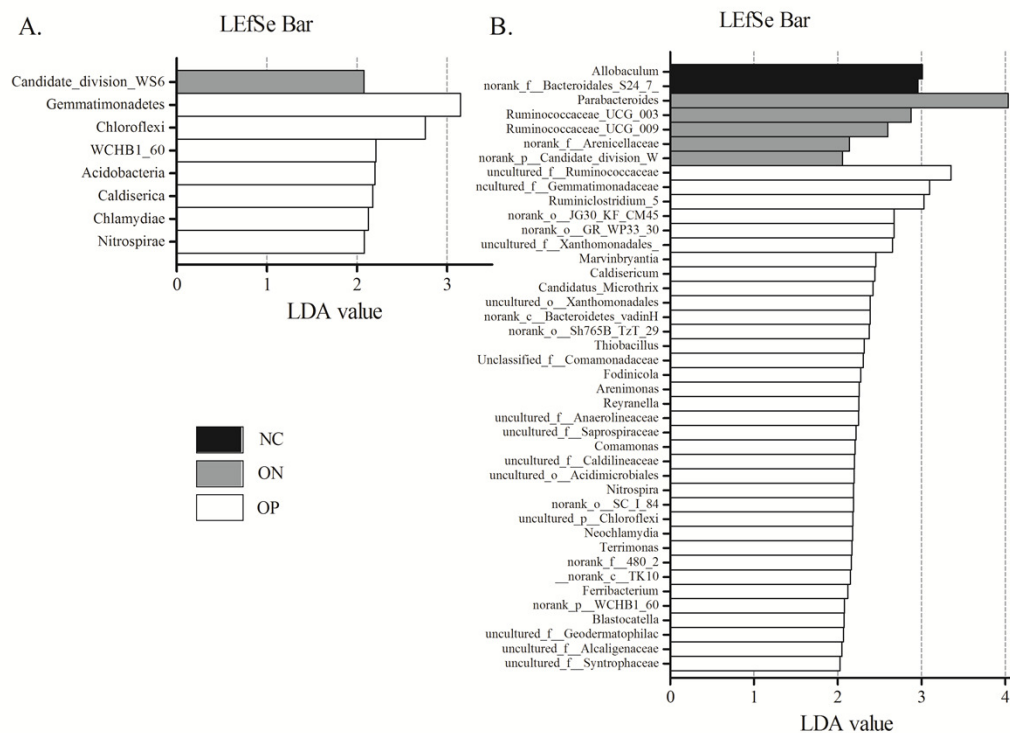 A.
LEfSe Bar
Candidate_division_WS6
Gemmatimonadetes
Chloroflexi
WCHB1_60
Acidobacteria
Caldiserica
Chlamydiae
Nitrospirae
0 1 2 3
LDA value
NC
ON
OP
B.
LEfSe Bar
Allobaculum
norank_f__Bacteroidales_S24_7_
Parabacteroides
Ruminococcaceae_UCG_003
Ruminococcaceae_UCG_009
norank_f__Arenicellaceae
norank_p__Candidate_division_W
uncultured_f__Ruminococcaceae
ncultured_f__Gemmatimonadaceae
Ruminiclostridium_5
norank_o__JG30_KF_CM45
norank_o__GR_WP33_30
uncultured_f__Xanthomonadales_
Marvinbryantia
Caldisericum
Candidatus_Microthrix
uncultured_o__Xanthomonadales
norank_c__Bacteroidetes_vadinH
norank_o__Sh765B_TzT_29
Thiobacillus
Unclassified_f__Comamonadaceae
Fodinicola
Arenimonas
Reyranella
uncultured_f__Anaerolineaceae
uncultured_f__Saprospiraceae
Comamonas
uncultured_f__Caldilineaceae
uncultured_o__Acidimicrobiales
Nitrospira
norank_o__SC_I_84
uncultured_p__Chloroflexi
Neochlamydia
Terrimonas
norank_f__480_2
__norank_c__TK10
Ferribacterium
norank_p__WCHB1_60
Blastocatella
uncultured_f__Geodermatophilac
uncultured_f__Alcaligenaceae
uncultured_f__Syntrophaceae
0 1 2 3 4
LDA value